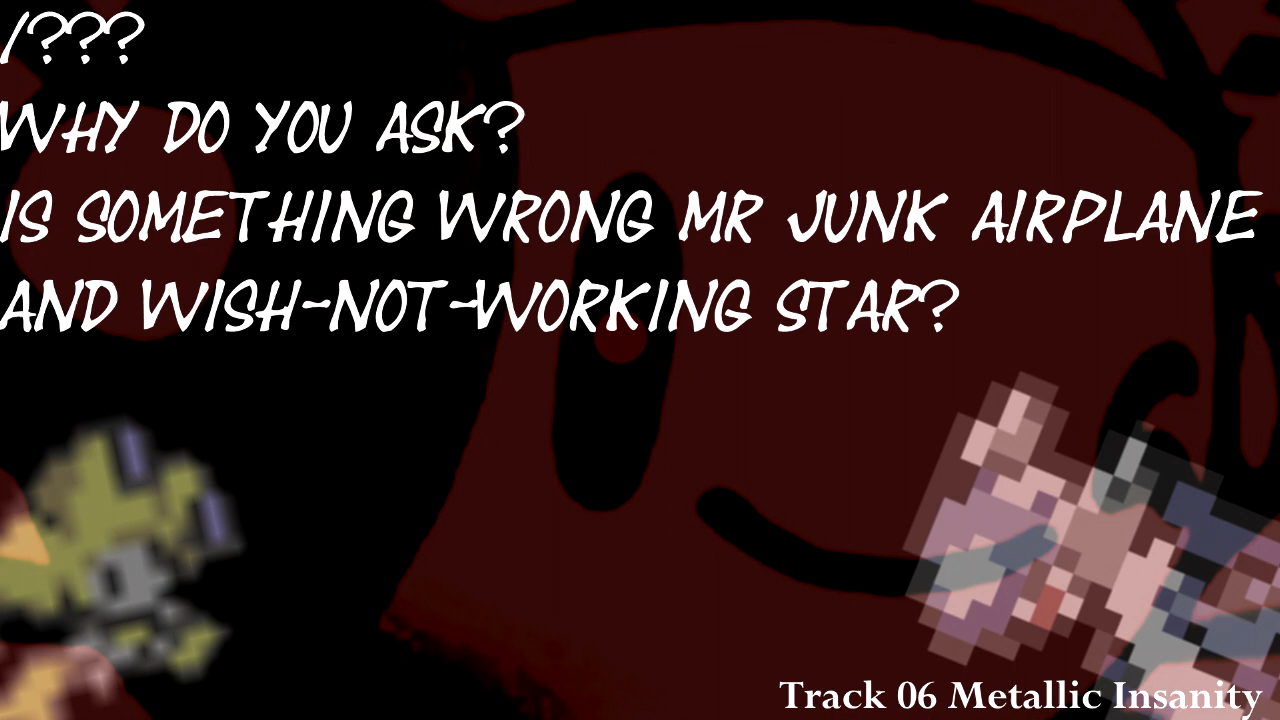 /???
WHY DO YOU ASK?
IS SOMETHING WRONG MR JUNK AIRPLANE
AND WISH-NOT-WORKING STAR?
Track 06 Metallic Insanity